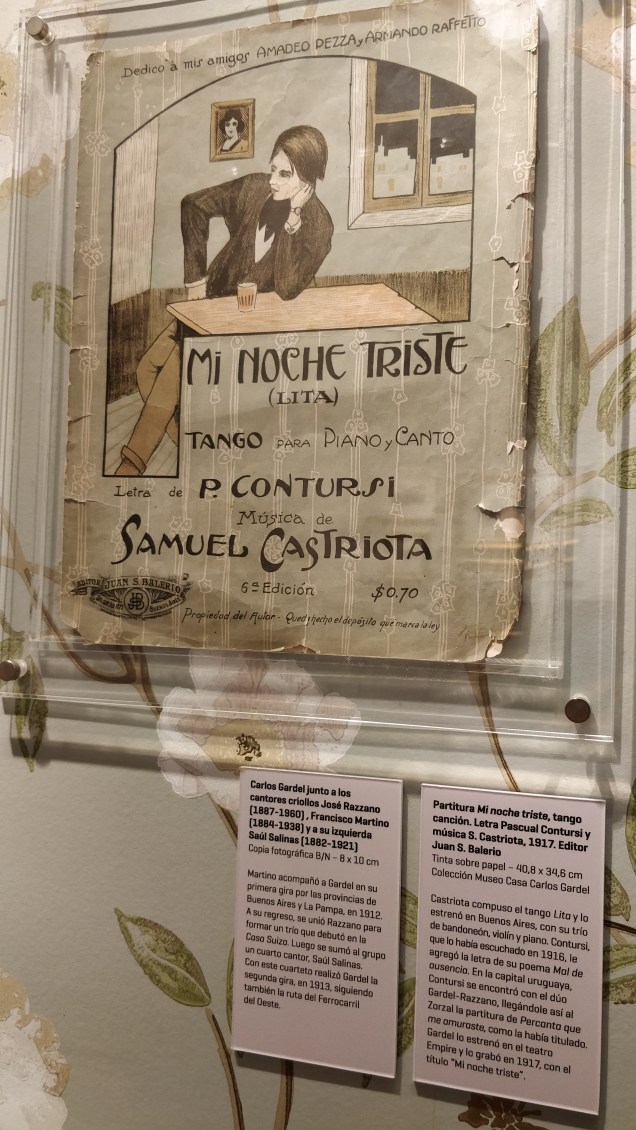 Dedico à mis amigos AMADEO PEZZA y ARMANDO RAFFETTO
Mi NOCHE TRISTE
(LITA)
TANGO PARA PIANO y CANTO
Letra de P. CONTURSI
Música de
SAMUEL CASTRIOTA
EDITOR JUAN S. BALERIO
BUENOS AIRES
6ª Edición $0.70
Propiedad del Autor - Queda hecho el depósito que marca la ley
Carlos Gardel junto a los
cantores criollos José Razzano
(1887-1960) , Francisco Martino
(1884-1938) y a su izquierda
Saúl Salinas (1882-1921)
Copia fotográfica B/N – 8 x 10 cm
Martino acompañó a Gardel en su
primera gira por las provincias de
Buenos Aires y La Pampa, en 1912.
A su regreso, se unió Razzano para
formar un trío que debutó en la
Casa Suiza. Luego se sumó al grupo
un cuarto cantor, Saúl Salinas.
Con este cuarteto realizó Gardel la
segunda gira, en 1913, siguiendo
también la ruta del Ferrocarril
del Oeste.
Partitura Mi noche triste, tango
canción. Letra Pascual Contursi y
música S. Castriota, 1917. Editor
Juan S. Balerio
Tinta sobre papel – 40,8 x 34,6 cm
Colección Museo Casa Carlos Gardel
Castriota compuso el tango Lita y lo
estrenó en Buenos Aires, con su trío
de bandoneón, violín y piano. Contursi,
que lo había escuchado en 1916, le
agregó la letra de su poema Mal de
ausencia. En la capital uruguaya,
Contursi se encontró con el dúo
Gardel-Razzano, llegándole así al
Zorzal la partitura de Percanta que
me amuraste, como la había titulado.
Gardel lo estrenó en el teatro
Empire y lo grabó en 1917, con el
título "Mi noche triste".